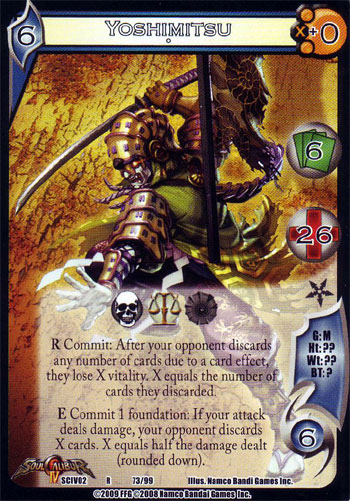 6
YOSHIMITSU
X+0
6
26
R Commit: After your opponent discards
any number of cards due to a card effect,
they lose X vitality. X equals the number of
cards they discarded.
E Commit 1 foundation: If your attack
deals damage, your opponent discards
X cards. X equals half the damage dealt
(rounded down).
G: M
Ht: ??
Wt: ??
BT: ?
6
SOULCALIBUR IV
SCIV02 R 73/99 Illus. Namco Bandi Games Inc.
©2009 FFG ©2008 Namco Bandai Games Inc.